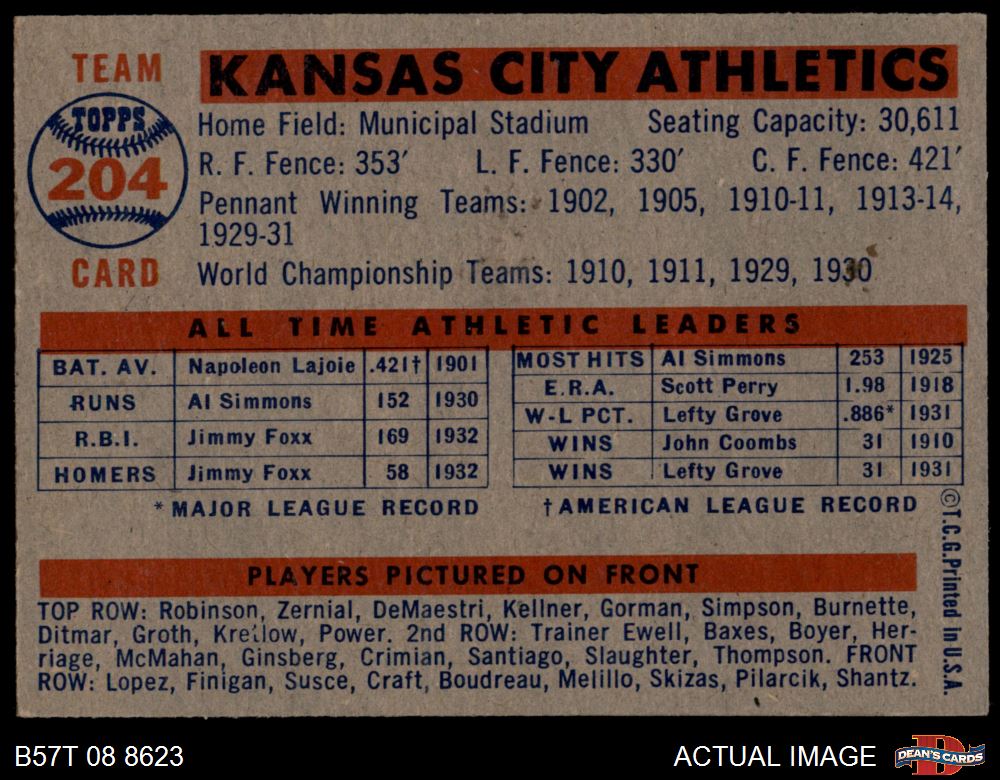 TEAM
TOPPS
204
CARD
KANSAS CITY ATHLETICS
Home Field: Municipal Stadium Seating Capacity: 30,611
R. F. Fence: 353′ L. F. Fence: 330′ C. F. Fence: 421′
Pennant Winning Teams: 1902, 1905, 1910-11, 1913-14,
1929-31
World Championship Teams: 1910, 1911, 1929, 1930
ALL TIME ATHLETIC LEADERS
BAT. AV. Napoleon Lajoie .421† 1901
RUNS Al Simmons 152 1930
R.B.I. Jimmy Foxx 169 1932
HOMERS Jimmy Foxx 58 1932
MOST HITS Al Simmons 253 1925
E.R.A. Scott Perry 1.98 1918
W-L PCT. Lefty Grove .886* 1931
WINS John Coombs 31 1910
WINS Lefty Grove 31 1931
*MAJOR LEAGUE RECORD †AMERICAN LEAGUE RECORD
PLAYERS PICTURED ON FRONT
TOP ROW: Robinson, Zernial, DeMaestri, Kellner, Gorman, Simpson, Burnette,
Ditmar, Groth, Kretlow, Power. 2nd ROW: Trainer Ewell, Baxes, Boyer, Her-
riage, McMahan, Ginsberg, Crimian, Santiago, Slaughter, Thompson. FRONT
ROW: Lopez, Finigan, Susce, Craft, Boudreau, Melillo, Skizas, Pilarcik, Shantz.
©T.C.G. Printed in U.S.A.
B57T 08 8623
ACTUAL IMAGE
D
DEAN'S CARDS